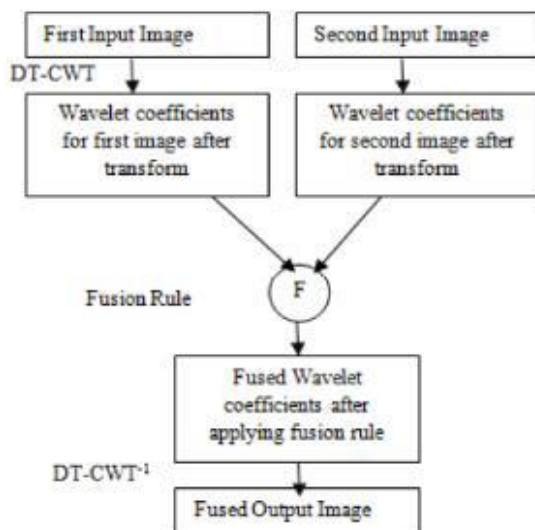 First Input Image
Second Input Image
DT-CWT
Wavelet coefficients
for first image after
transform
Wavelet coefficients
for second image after
transform
F
Fusion Rule
Fused Wavelet
coefficients after
applying fusion rule
DT-CWT⁻¹
Fused Output Image